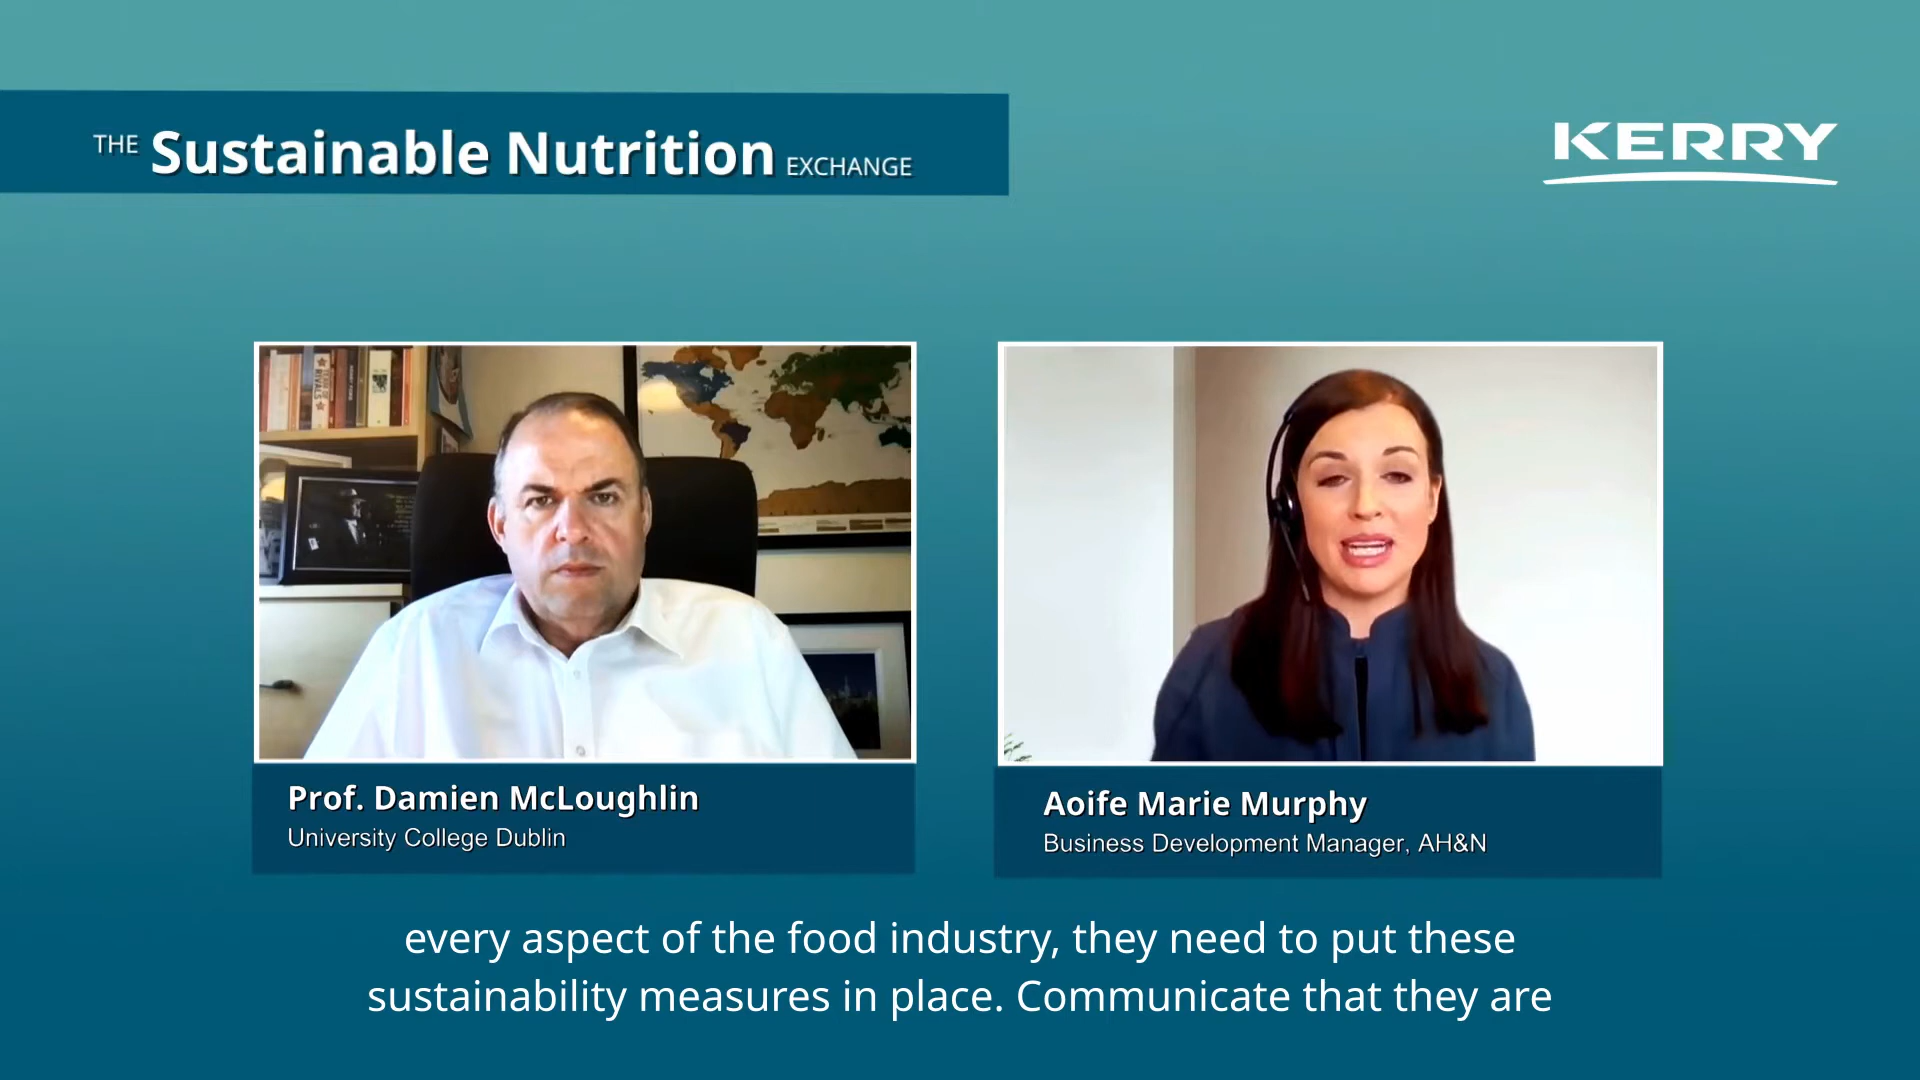 THE Sustainable Nutrition EXCHANGE
KERRY
Prof. Damien McLoughlin
University College Dublin
Aoife Marie Murphy
Business Development Manager, AH&N
every aspect of the food industry, they need to put these
sustainability measures in place. Communicate that they are